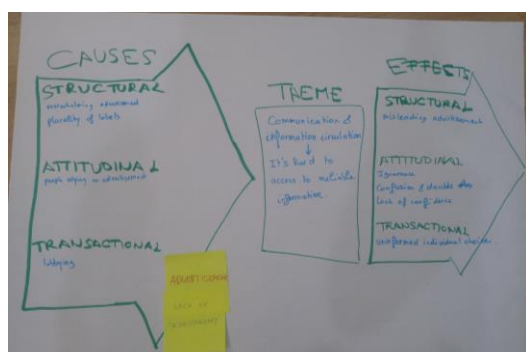 CAUSES
STRUCTURAL
advertisement
plurality of labels
ATTITUDINAL
people relying on advertisement
TRANSACTIONAL
lobbying
ADVERTISEMENT
LACK OF
THEME
Communication &
information circulation
It's hard to
access to reliable
information.
EFFECTS
STRUCTURAL
misleading advertisement
ATTITUDINAL
Ignorance
Confusion & doubts
Lack of confidence
TRANSACTIONAL
uninformed individual choices